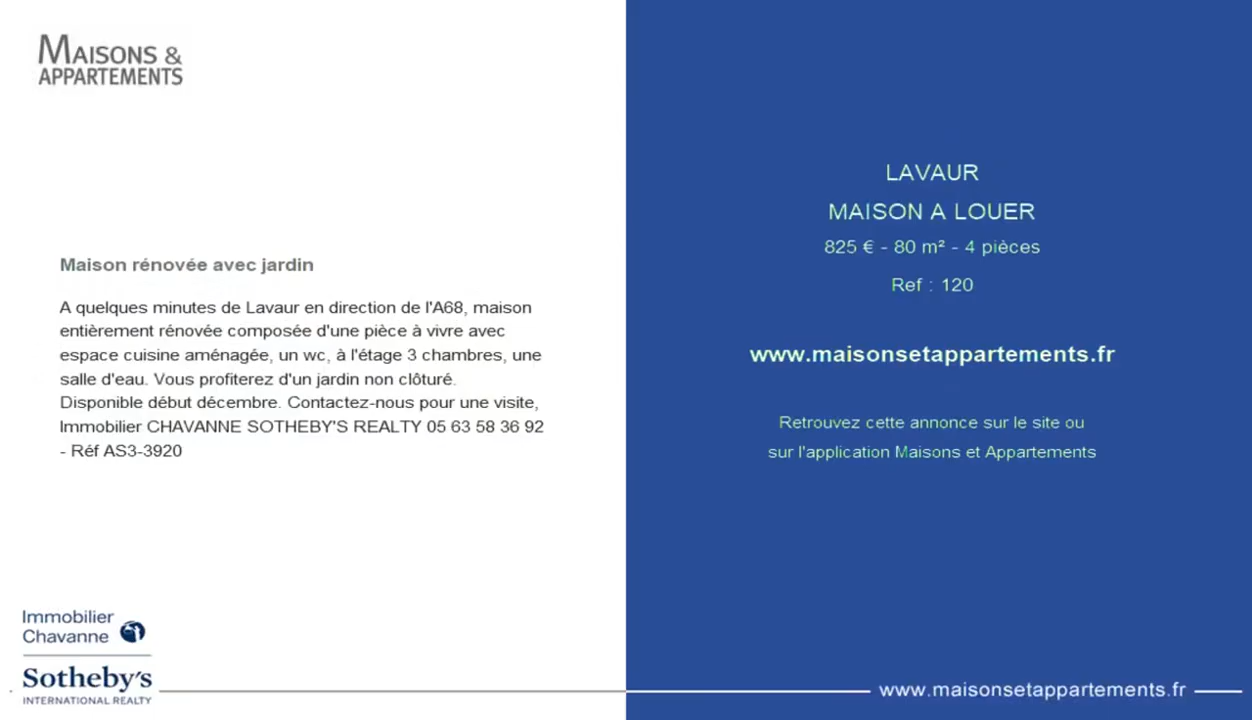 MAISONS &
APPARTEMENTS
Maison rénovée avec jardin
A quelques minutes de Lavaur en direction de l'A68, maison
entièrement rénovée composée d'une pièce à vivre avec
espace cuisine aménagée, un wc, à l'étage 3 chambres, une
salle d'eau. Vous profiterez d'un jardin non clôturé.
Disponible début décembre. Contactez-nous pour une visite,
Immobilier CHAVANNE SOTHEBY'S REALTY 05 63 58 36 92
- Réf AS3-3920
Immobilier
Chavanne
Sotheby's
INTERNATIONAL REALTY
LAVAUR
MAISON A LOUER
825 € - 80 m² - 4 pièces
Ref : 120
www.maisonsetappartements.fr
Retrouvez cette annonce sur le site ou
sur l'application Maisons et Appartements
www.maisonsetappartements.fr